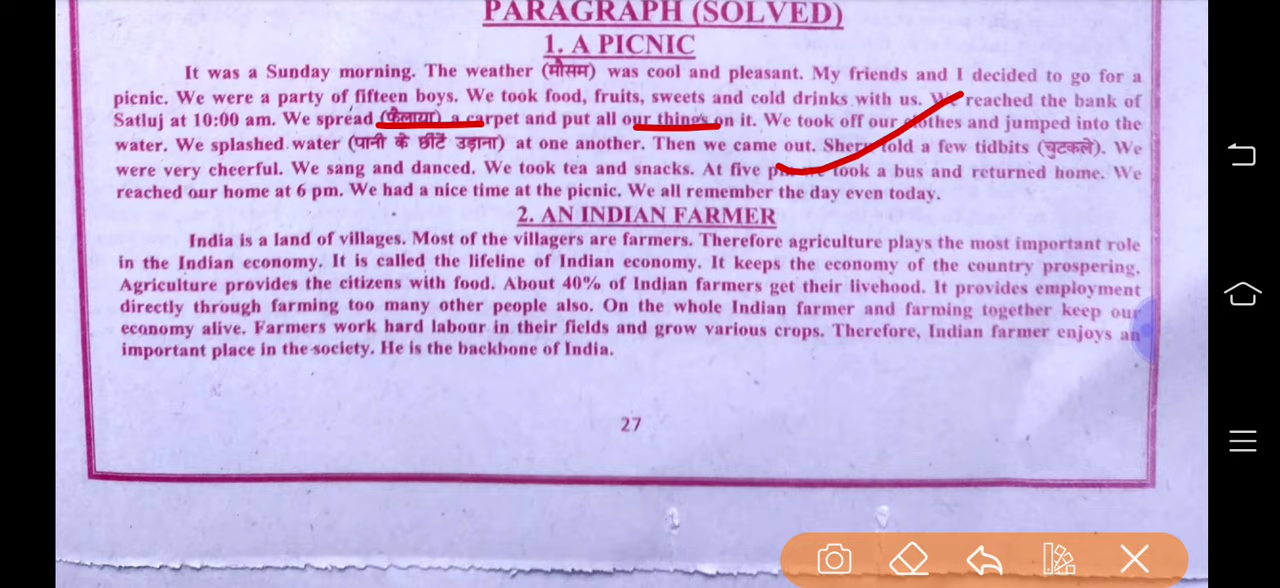 PARAGRAPH (SOLVED)
1. A PICNIC
It was a Sunday morning. The weather (मौसम) was cool and pleasant. My friends and I decided to go for a
picnic. We were a party of fifteen boys. We took food, fruits, sweets and cold drinks with us. We reached the bank of
Satluj at 10:00 am. We spread (फैलाया) a carpet and put all our things on it. We took off our clothes and jumped into the
water. We splashed water (पानी के छींटें उड़ाना) at one another. Then we came out. told a few tidbits (चुटकले). We
were very cheerful. We sang and danced. We took tea and snacks. At five took a bus and returned home. We
reached our home at 6 pm. We had a nice time at the picnic. We all remember the day even today.
2. AN INDIAN FARMER
India is a land of villages. Most of the villagers are farmers. Therefore agriculture plays the most important role
in the Indian economy. It is called the lifeline of Indian economy. It keeps the economy of the country prospering.
Agriculture provides the citizens with food. About 40% of Indian farmers get their livehood. It provides employment
directly through farming too many other people also. On the whole Indian farmer and farming together keep our
economy alive. Farmers work hard labour in their fields and grow various crops. Therefore, Indian farmer enjoys an
important place in the society. He is the backbone of India.
27